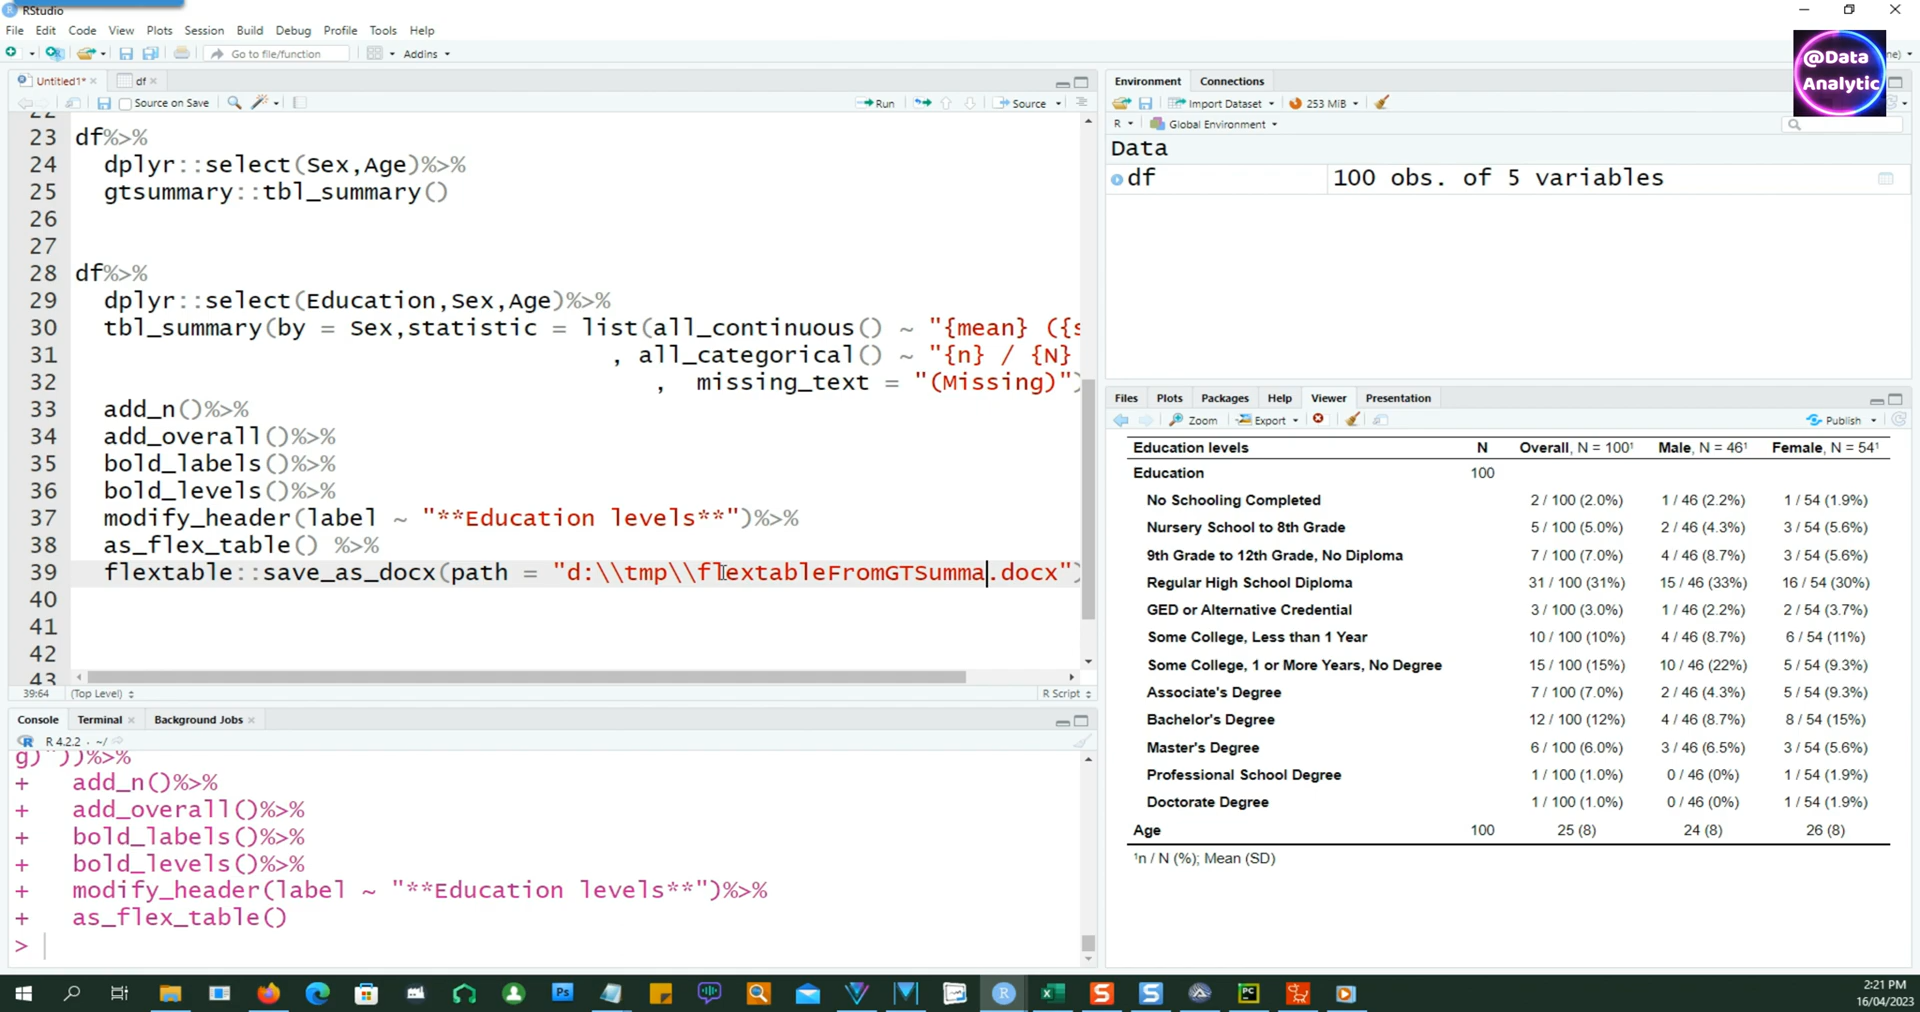 RStudio
File Edit Code View Plots Session Build Debug Profile Tools Help
Go to file/function Addins
@Data
Analytic
Untitled1* df
Source on Save Run Source
22
23 df%>%
24 dplyr::select(Sex,Age)%>%
25 gtsummary::tbl_summary()
26
27
28 df%>%
29 dplyr::select(Education,Sex,Age)%>%
30 tbl_summary(by = Sex,statistic = list(all_continuous() ~ "{mean} ({s
31 , all_categorical() ~ "{n} / {N}
32 , missing_text = "(Missing)")
33 add_n()%>%
34 add_overall()%>%
35 bold_labels()%>%
36 bold_levels()%>%
37 modify_header(label ~ "**Education levels**")%>%
38 as_flex_table() %>%
39 flextable::save_as_docx(path = "d:\\tmp\\flextableFromGTSumma.docx")
40
41
42
43
39:64 (Top Level) R Script
Console Terminal Background Jobs
R 4.2.2 · ~/
g)"))%>%
+ add_n()%>%
+ add_overall()%>%
+ bold_labels()%>%
+ bold_levels()%>%
+ modify_header(label ~ "**Education levels**")%>%
+ as_flex_table()
>
Environment Connections
Import Dataset 253 MiB
R Global Environment
Data
df 100 obs. of 5 variables
Files Plots Packages Help Viewer Presentation
Zoom Export Publish
Education levels N Overall, N = 100¹ Male, N = 46¹ Female, N = 54¹
Education 100
No Schooling Completed 2 / 100 (2.0%) 1 / 46 (2.2%) 1 / 54 (1.9%)
Nursery School to 8th Grade 5 / 100 (5.0%) 2 / 46 (4.3%) 3 / 54 (5.6%)
9th Grade to 12th Grade, No Diploma 7 / 100 (7.0%) 4 / 46 (8.7%) 3 / 54 (5.6%)
Regular High School Diploma 31 / 100 (31%) 15 / 46 (33%) 16 / 54 (30%)
GED or Alternative Credential 3 / 100 (3.0%) 1 / 46 (2.2%) 2 / 54 (3.7%)
Some College, Less than 1 Year 10 / 100 (10%) 4 / 46 (8.7%) 6 / 54 (11%)
Some College, 1 or More Years, No Degree 15 / 100 (15%) 10 / 46 (22%) 5 / 54 (9.3%)
Associate's Degree 7 / 100 (7.0%) 2 / 46 (4.3%) 5 / 54 (9.3%)
Bachelor's Degree 12 / 100 (12%) 4 / 46 (8.7%) 8 / 54 (15%)
Master's Degree 6 / 100 (6.0%) 3 / 46 (6.5%) 3 / 54 (5.6%)
Professional School Degree 1 / 100 (1.0%) 0 / 46 (0%) 1 / 54 (1.9%)
Doctorate Degree 1 / 100 (1.0%) 0 / 46 (0%) 1 / 54 (1.9%)
Age 100 25 (8) 24 (8) 26 (8)
¹n / N (%); Mean (SD)
2:21 PM
16/04/2023